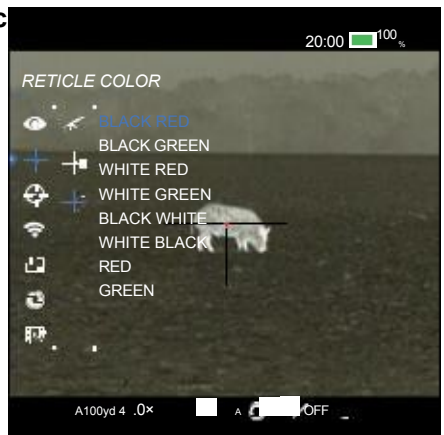 c
20:00 100 %
RETICLE COLOR
BLACK RED
BLACK GREEN
WHITE RED
WHITE GREEN
BLACK WHITE
WHITE BLACK
RED
GREEN
A100yd 4 .0× A OFF